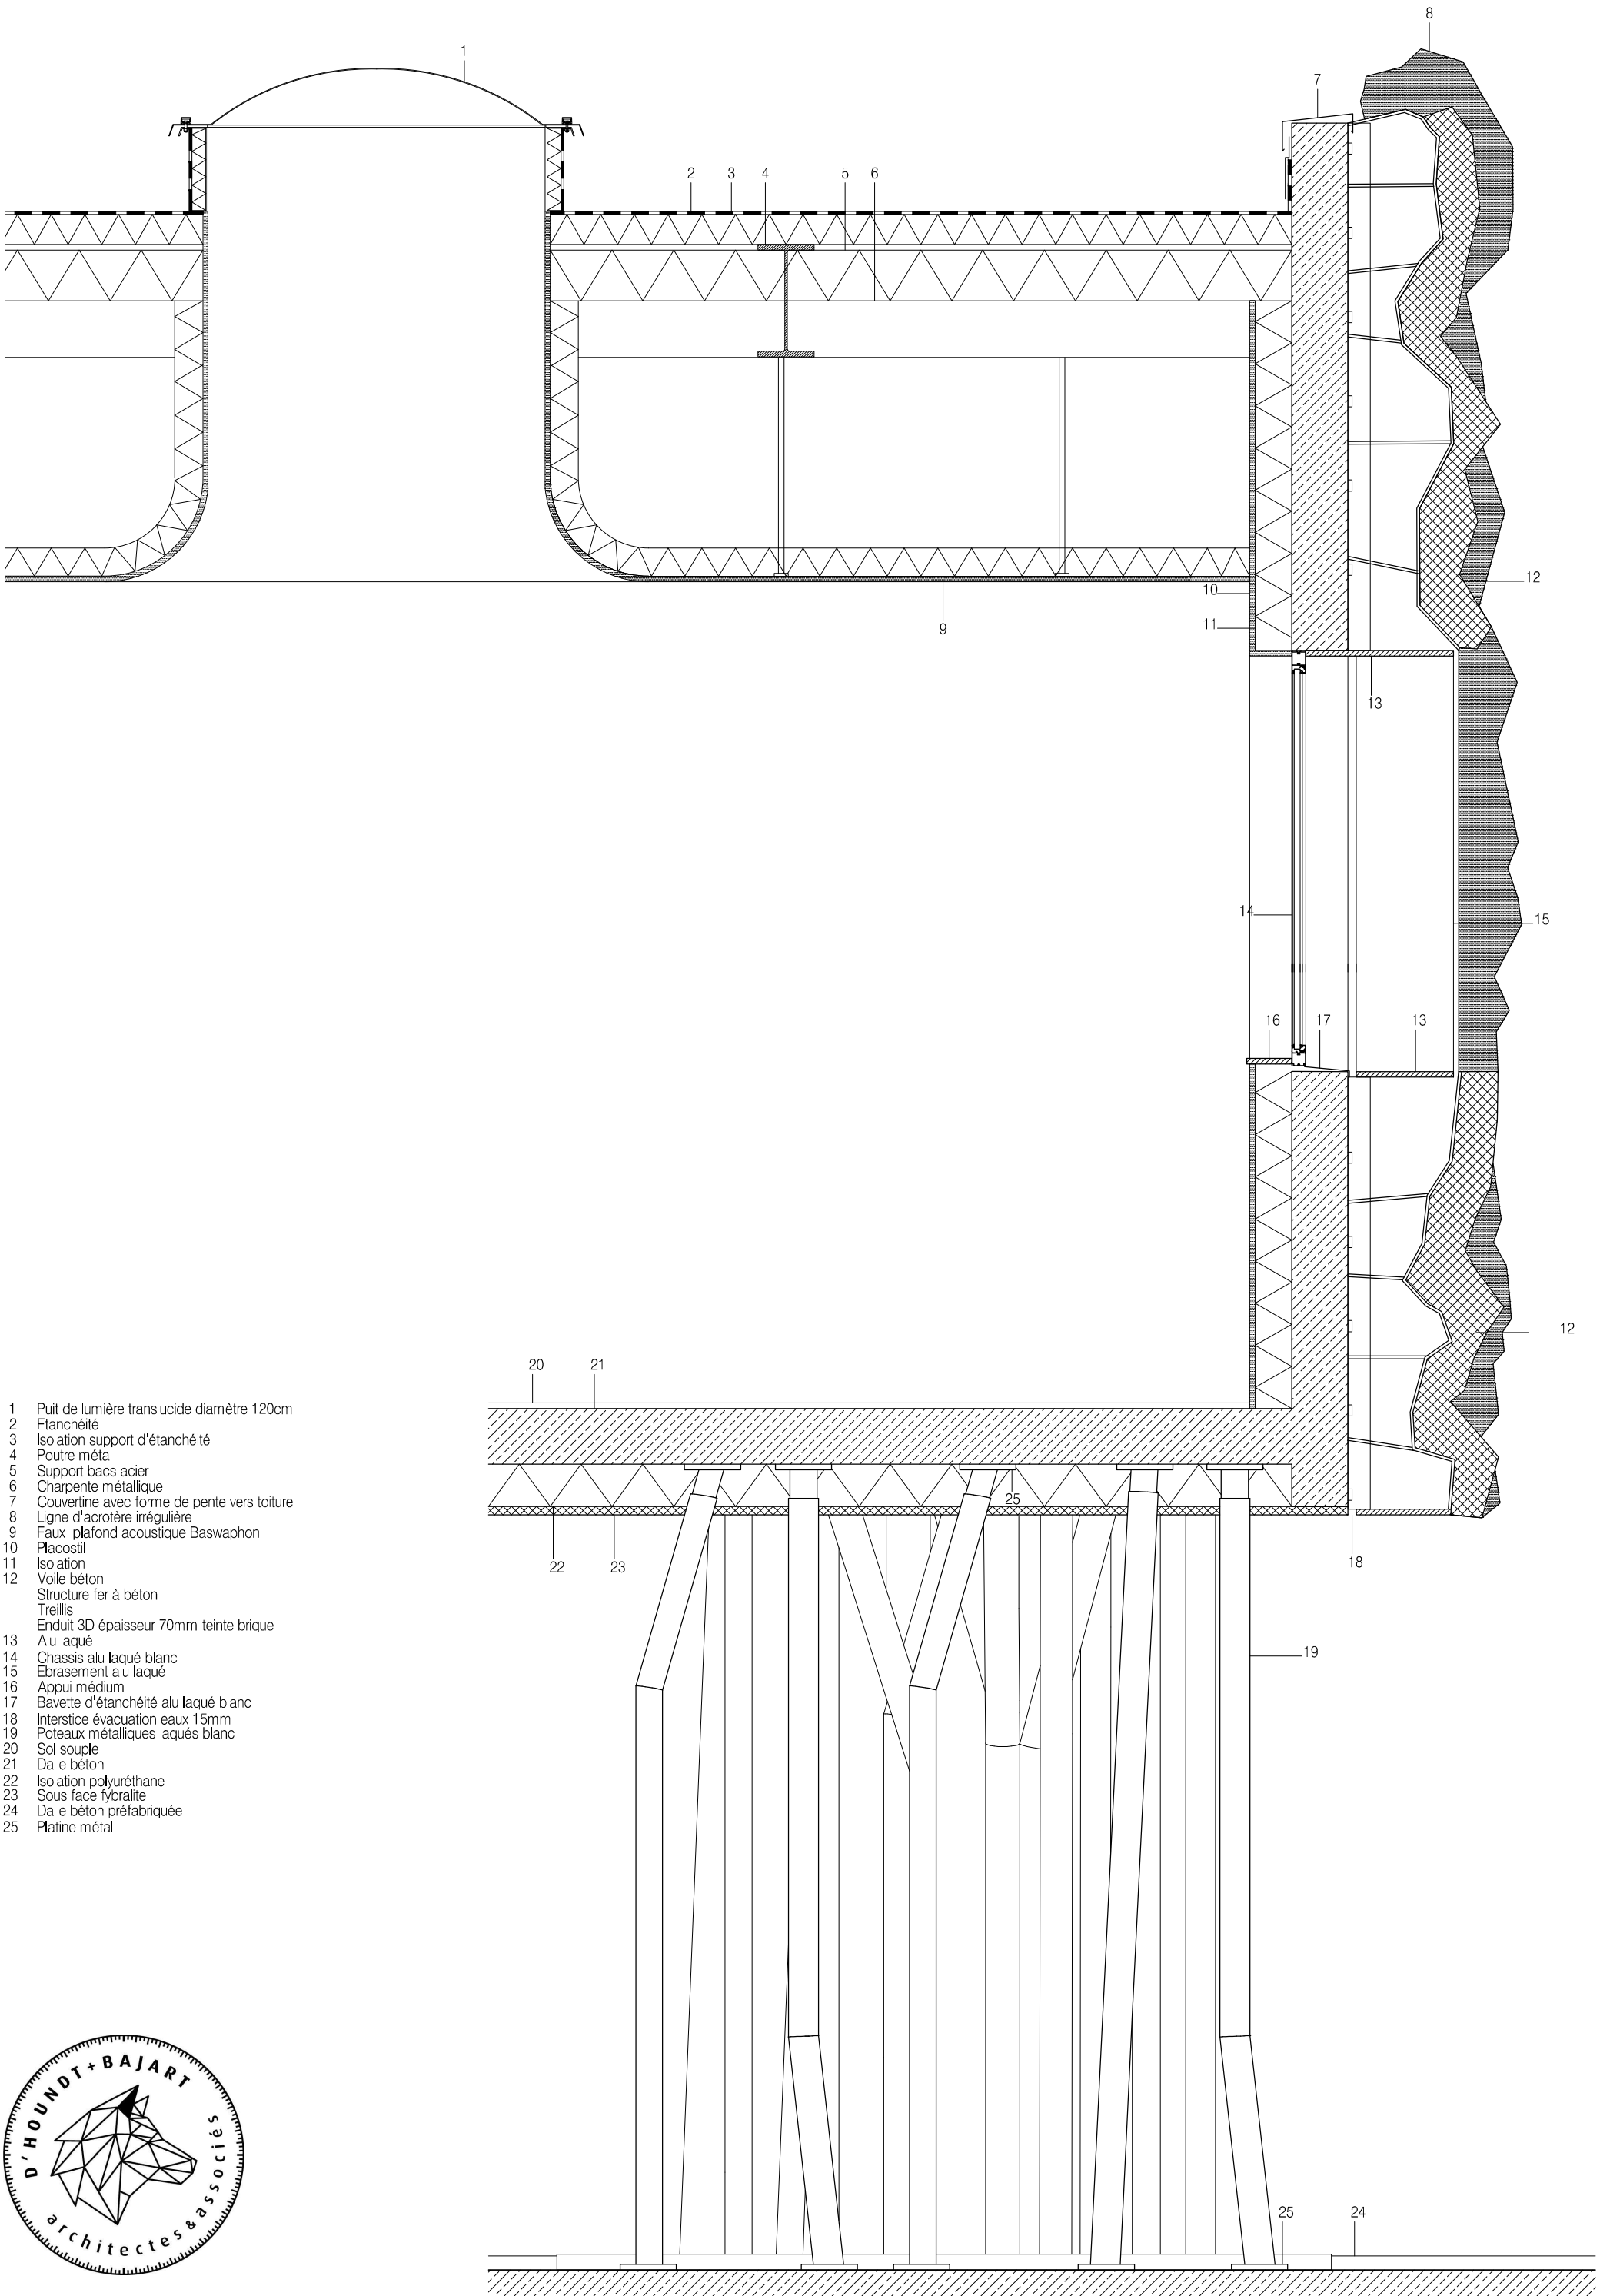 8
1
7
2 3 4 5 6
12
10
9
11
13
14
15
16 17 13
12
20 21
25
22 23
18
19
25 24
1 Puit de lumière translucide diamètre 120cm
2 Etanchéité
3 Isolation support d'étanchéité
4 Poutre métal
5 Support bacs acier
6 Charpente métallique
7 Couvertine avec forme de pente vers toiture
8 Ligne d'acrotère irrégulière
9 Faux-plafond acoustique Baswaphon
10 Placostil
11 Isolation
12 Voile béton
Structure fer à béton
Treillis
Enduit 3D épaisseur 70mm teinte brique
13 Alu laqué
14 Chassis alu laqué blanc
15 Ebrasement alu laqué
16 Appui médium
17 Bavette d'étanchéité alu laqué blanc
18 Interstice évacuation eaux 15mm
19 Poteaux métalliques laqués blanc
20 Sol souple
21 Dalle béton
22 Isolation polyuréthane
23 Sous face fybralite
24 Dalle béton préfabriquée
25 Platine métal
D'HOUNDT+BAJART
architectes&associés